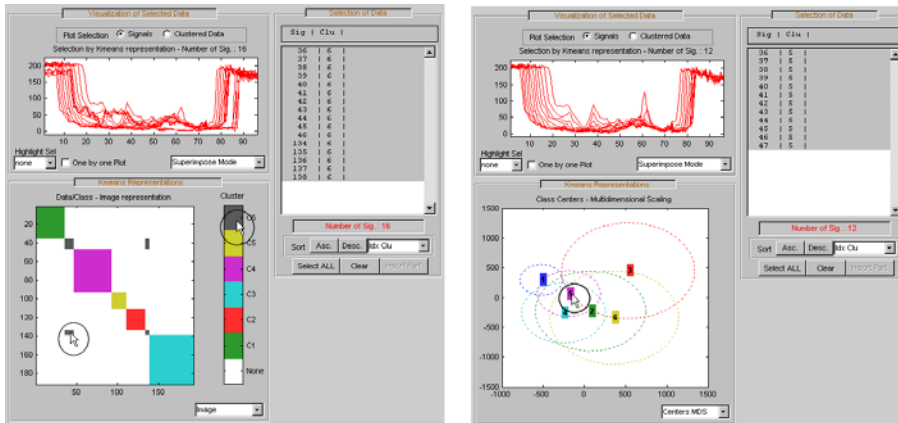 Visualization of Selected Data
Plot Selection Signals Clustered Data
Selection by Kmeans representation - Number of Sig. : 16
200
150
100
50
0
10 20 30 40 50 60 70 80 90
Highlight Sel
none One by one Plot Superimpose Mode
Kmeans Representations
Data/Class - Image representation
Cluster
20
40
60
80
100
120
140
160
180
50 100 150
C6
C5
C4
C3
C2
C1
None
Image
Selection of Data
Sig | Clu |
36 | 6 |
37 | 6 |
38 | 6 |
39 | 6 |
40 | 6 |
41 | 6 |
42 | 6 |
43 | 6 |
44 | 6 |
45 | 6 |
46 | 6 |
134 | 6 |
135 | 6 |
136 | 6 |
137 | 6 |
138 | 6 |
Number of Sig. : 16
Sort Asc. Desc. Idx Clu
Select ALL Clear Import Part
Visualization of Selected Data
Plot Selection Signals Clustered Data
Selection by Kmeans representation - Number of Sig. : 12
200
150
100
50
0
10 20 30 40 50 60 70 80 90
Highlight Sel
none One by one Plot Superimpose Mode
Kmeans Representations
Class Centers - Multidimensional Scaling
1500
1000
500
0
-500
-1000
-1500
-1000 -500 0 500 1000 1500
1
3
5
4
2
6
Centers MDS
Selection of Data
Sig | Clu |
36 | 5 |
37 | 5 |
38 | 5 |
39 | 5 |
40 | 5 |
41 | 5 |
42 | 5 |
43 | 5 |
44 | 5 |
45 | 5 |
46 | 5 |
47 | 5 |
Number of Sig. : 12
Sort Asc. Desc. Idx Clu
Select ALL Clear Import Part